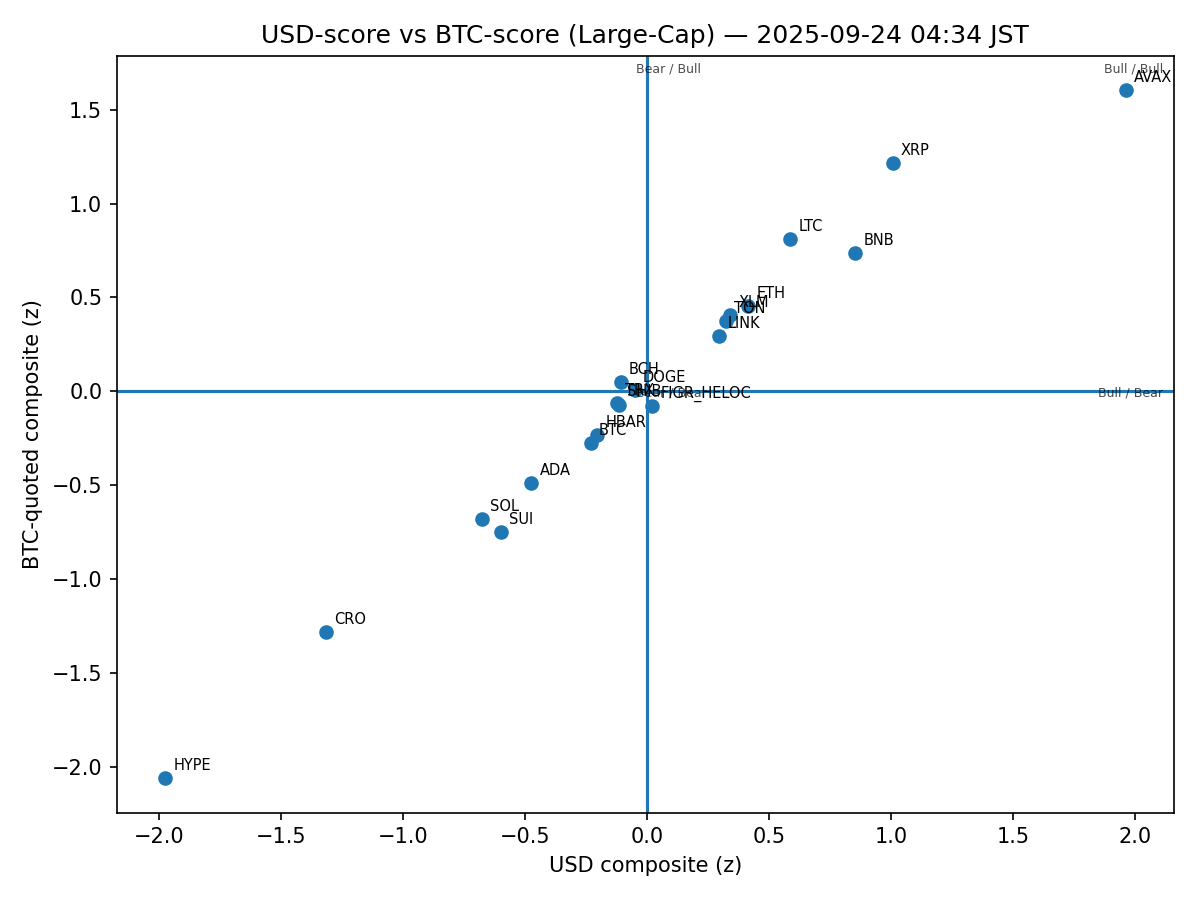 USD-score vs BTC-score (Large-Cap) — 2025-09-24 04:34 JST
Bear / Bull
Bull / Bull
AVAX
XRP
LTC
BNB
ETH
XLM
TON
LINK
BCH
DOGE
FIGR_HELOC
Bull / Bear
HBAR
BTC
ADA
SOL
SUI
CRO
HYPE
1.5
1.0
0.5
0.0
−0.5
−1.0
−1.5
−2.0
BTC-quoted composite (z)
−2.0
−1.5
−1.0
−0.5
0.0
0.5
1.0
1.5
2.0
USD composite (z)